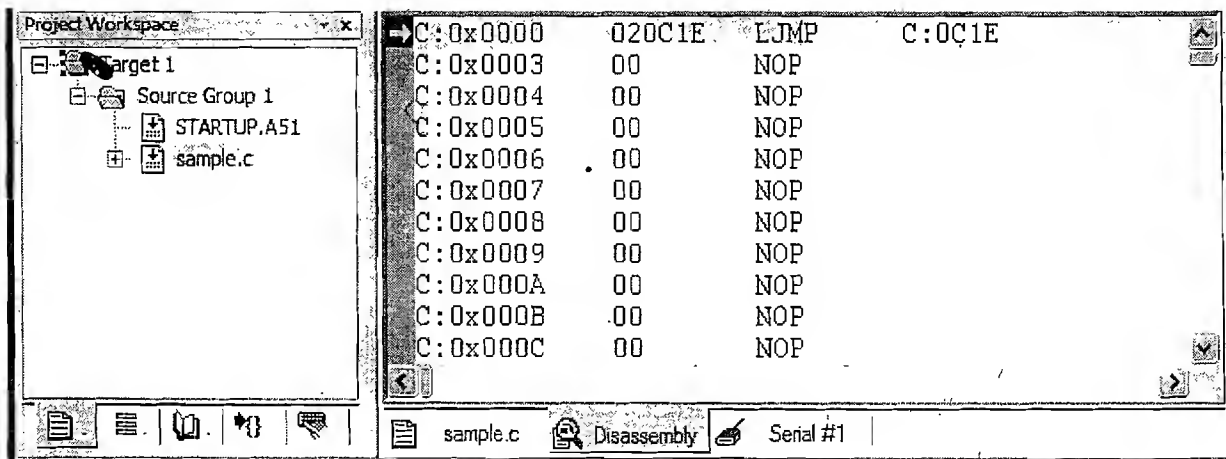 Project Workspace
Target 1
Source Group 1
STARTUP.A51
sample.c
C:0x0000 020C1E LJMP C:0C1E
C:0x0003 00 NOP
C:0x0004 00 NOP
C:0x0005 00 NOP
C:0x0006 00 NOP
C:0x0007 00 NOP
C:0x0008 00 NOP
C:0x0009 00 NOP
C:0x000A 00 NOP
C:0x000B 00 NOP
C:0x000C 00 NOP
sample.c Disassembly Serial #1